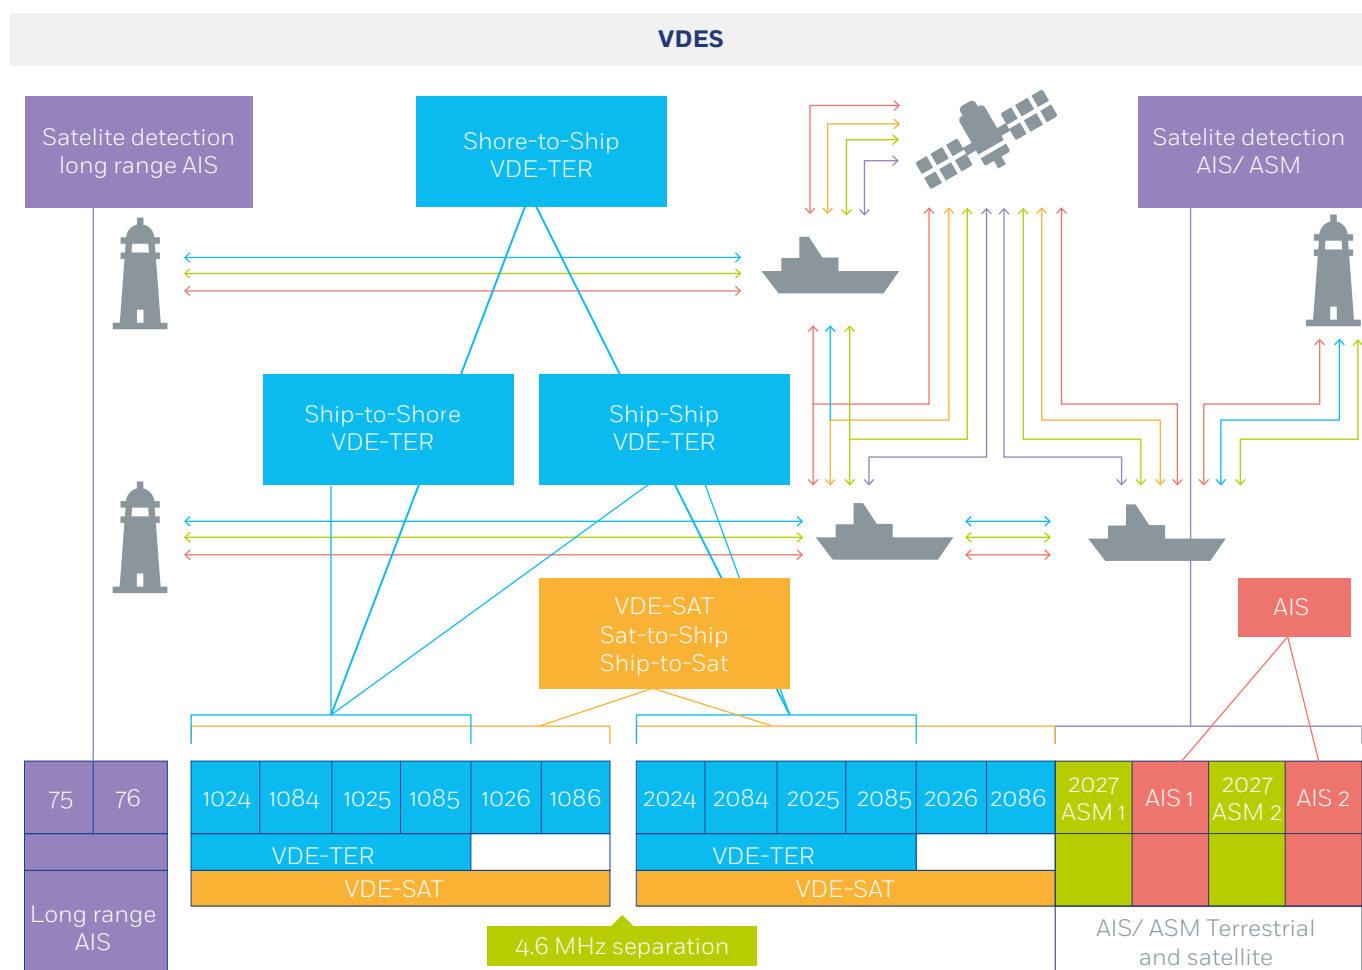 VDES
Satelite detection
long range AIS
Shore-to-Ship
VDE-TER
Satelite detection
AIS/ ASM
Ship-to-Shore
VDE-TER
Ship-Ship
VDE-TER
VDE-SAT
Sat-to-Ship
Ship-to-Sat
AIS
75
76
1024
1084
1025
1085
1026
1086
2024
2084
2025
2085
2026
2086
2027
ASM 1
AIS 1
2027
ASM 2
AIS 2
VDE-TER
VDE-TER
VDE-SAT
VDE-SAT
Long range
AIS
4.6 MHz separation
AIS/ ASM Terrestrial
and satellite